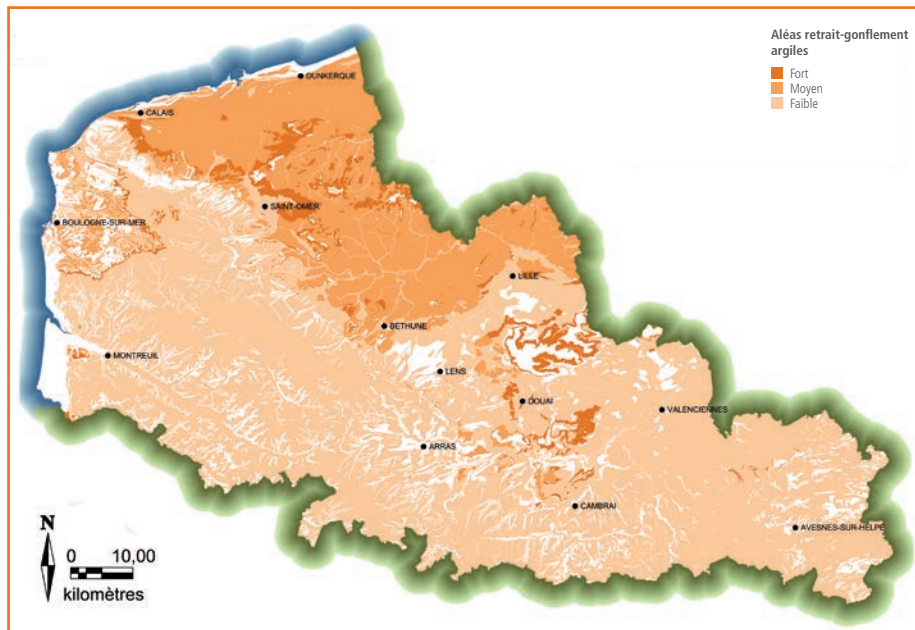 Aléas retrait-gonflement
argiles
Fort
Moyen
Faible
DUNKERQUE
CALAIS
SAINT-OMER
BOULOGNE-SUR-MER
LILLE
BETHUNE
MONTREUIL
LENS
DOUAI
VALENCIENNES
ARRAS
CAMBRAI
AVESNES-SUR-HELPE
N
0 10,00
kilomètres